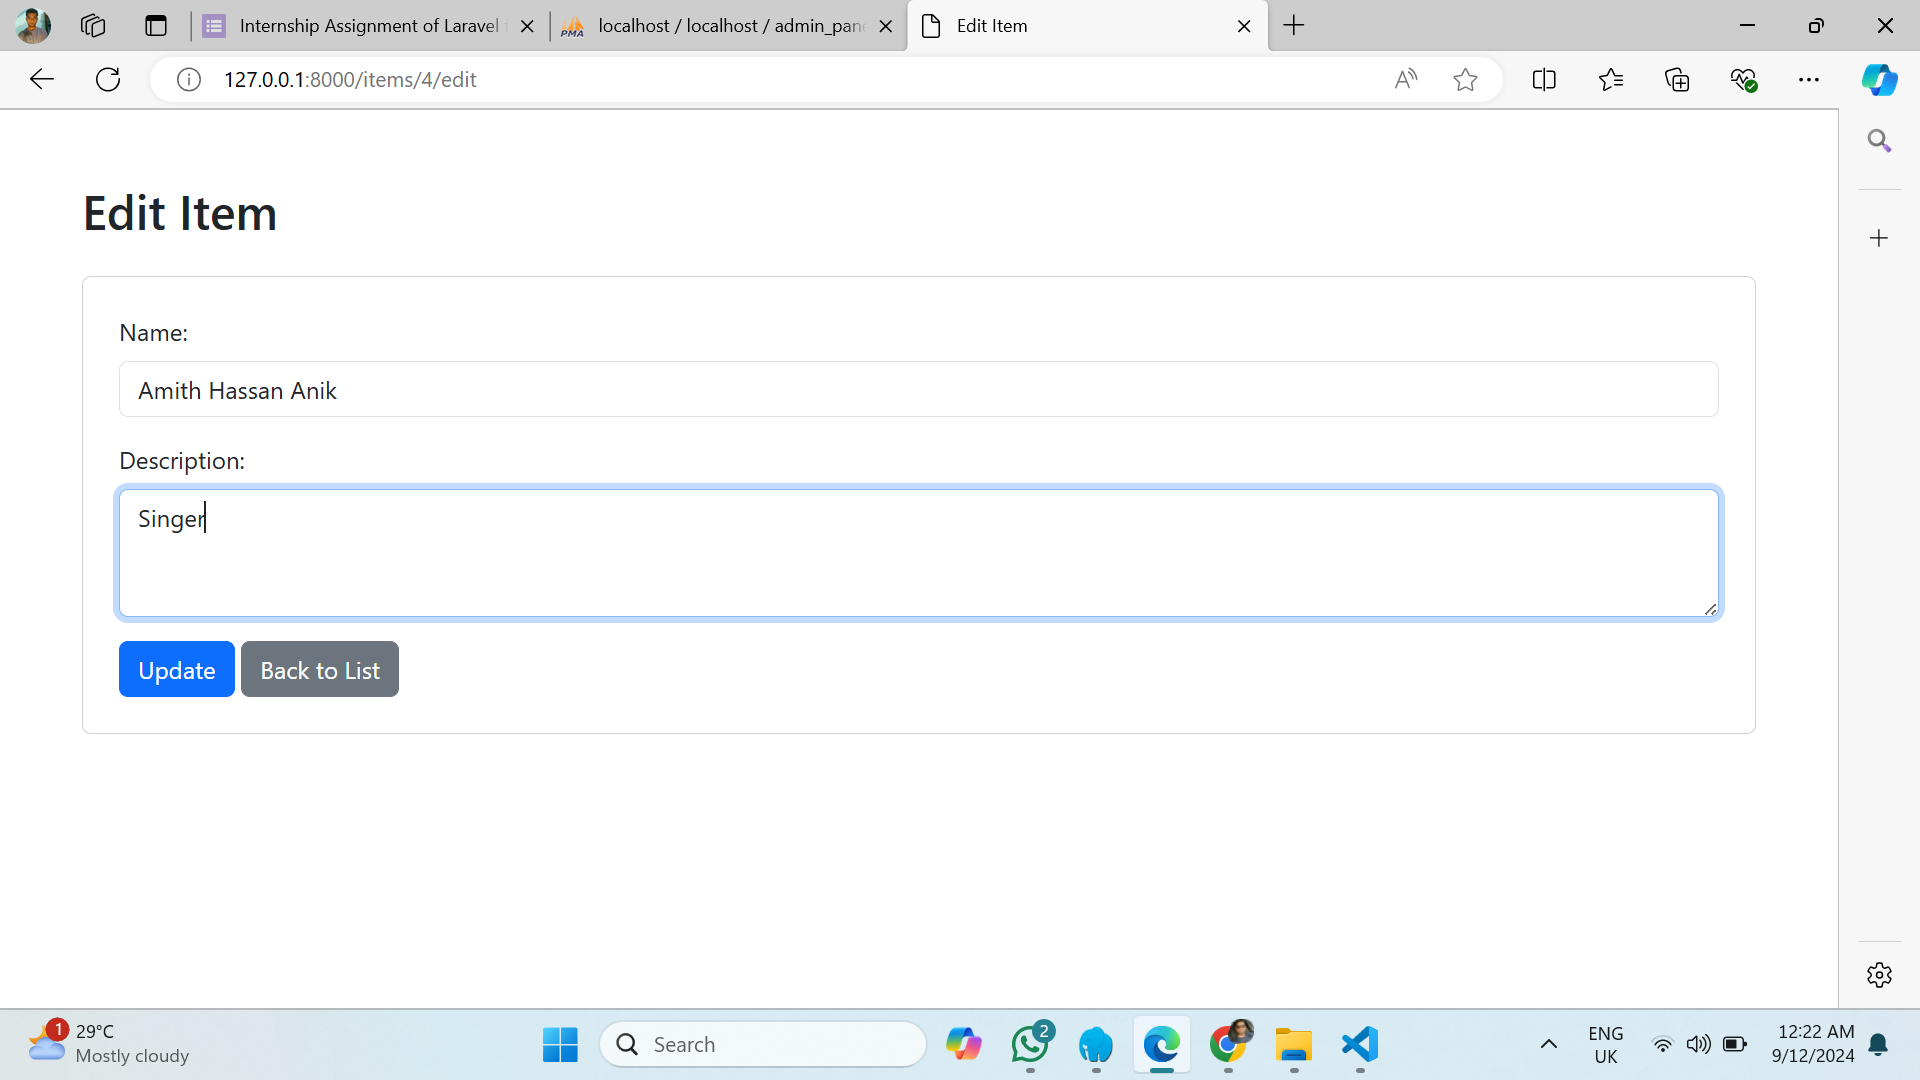 Internship Assignment of Laravel
localhost / localhost / admin_pane
Edit Item
127.0.0.1:8000/items/4/edit
Edit Item
Name:
Amith Hassan Anik
Description:
Singer
Update
Back to List
1
29°C
Mostly cloudy
Search
2
ENG
UK
12:22 AM
9/12/2024
PMA